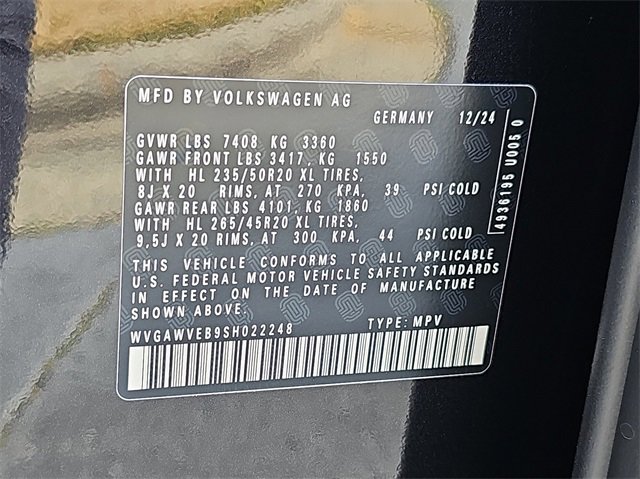 MFD BY VOLKSWAGEN AG
GERMANY 12/24
GVWR LBS 7408 KG 3360
GAWR FRONT LBS 3417, KG 1550
WITH HL 235/50R20 XL TIRES,
8J X 20 RIMS, AT 270 KPA, 39 PSI COLD
GAWR REAR LBS 4101, KG 1860
WITH HL 265/45R20 XL TIRES,
9,5J X 20 RIMS, AT 300 KPA, 44 PSI COLD
THIS VEHICLE CONFORMS TO ALL APPLICABLE
U.S. FEDERAL MOTOR VEHICLE SAFETY STANDARDS
IN EFFECT ON THE DATE OF MANUFACTURE
SHOWN ABOVE.
WVGAWVEB9SH022248 TYPE: MPV
4936195 U005 0